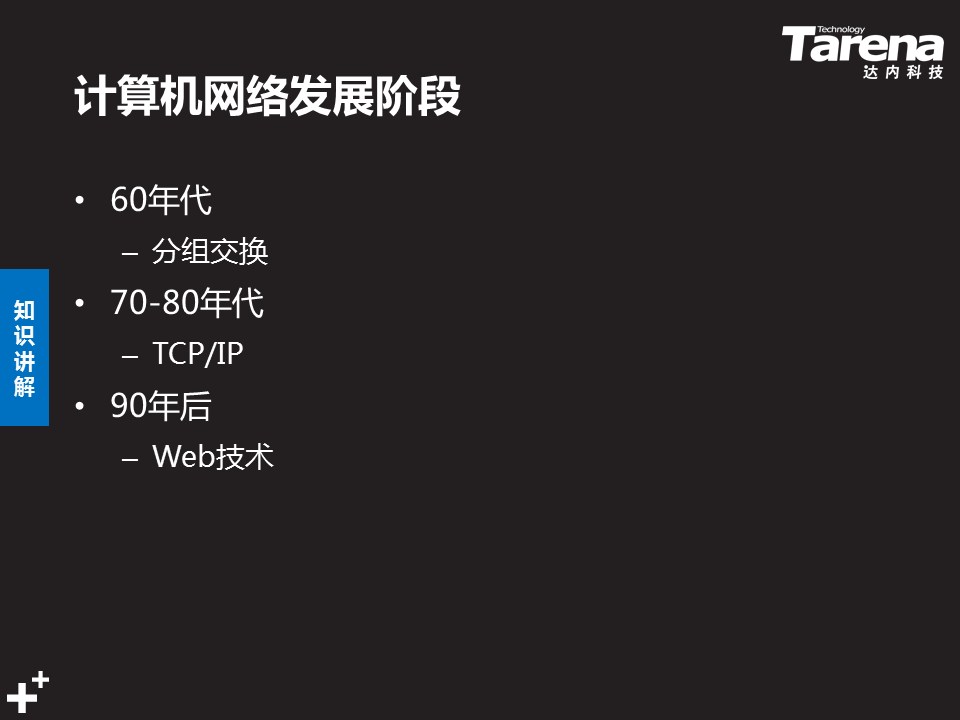 Technology
Tarena
达内科技
计算机网络发展阶段
• 60年代
– 分组交换
• 70-80年代
– TCP/IP
• 90年后
– Web技术
知识讲解